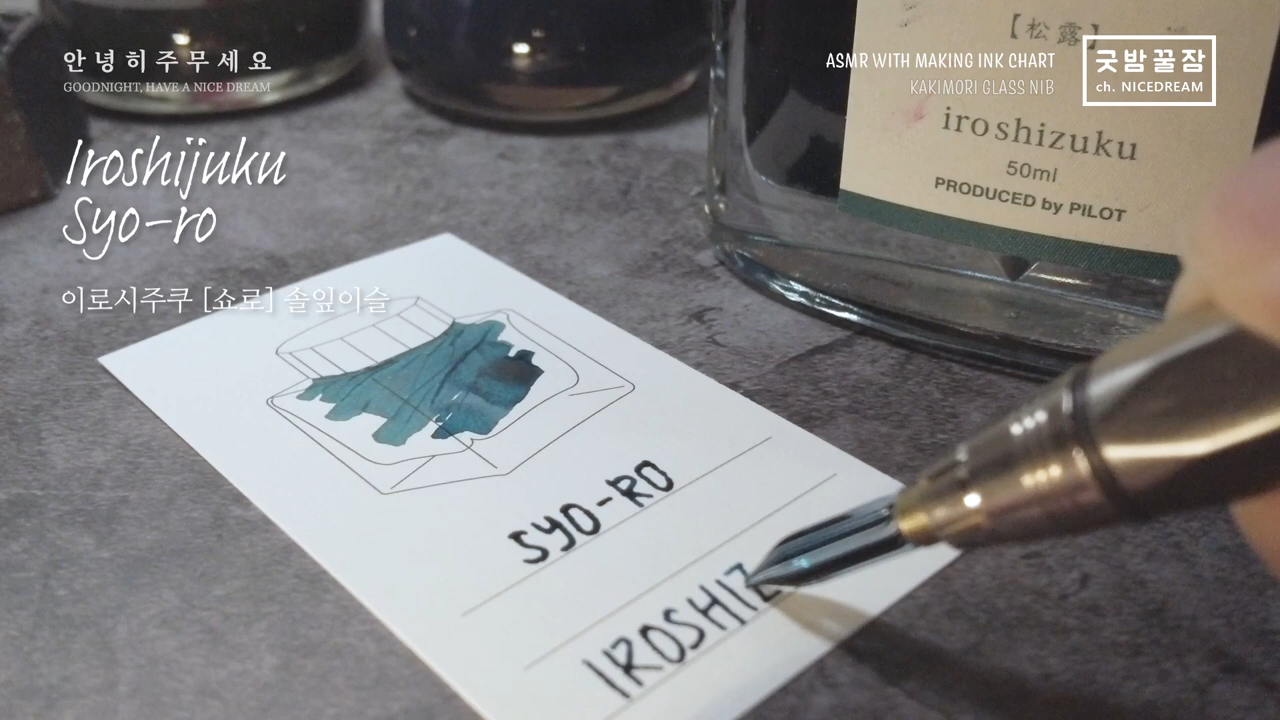 안녕히주무세요
GOODNIGHT, HAVE A NICE DREAM
Iroshijuku
Syo-ro
이로시주쿠 [쇼로] 솔잎이슬
ASMR WITH MAKING INK CHART
KAKIMORI GLASS NIB
굿밤꿀잠
ch. NICEDREAM
【松露】
iroshizuku
50ml
PRODUCED by PILOT
SYO-RO
IROSHIZ